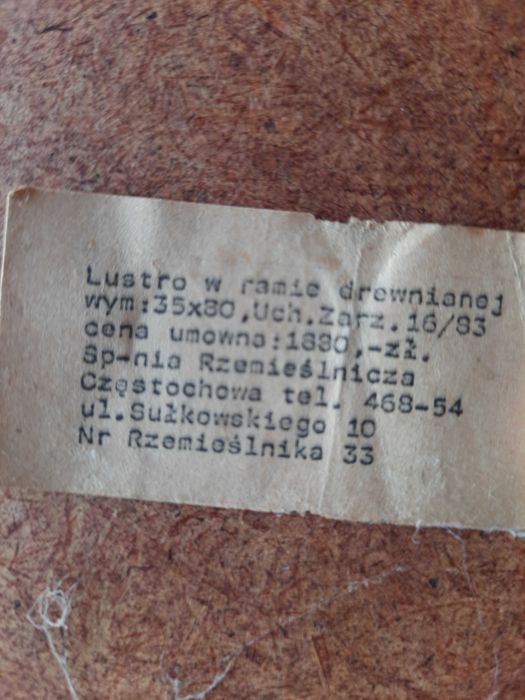 Lustro w ramie drewnianej
wym:35x80,Uch.Zarz.16/83
cena umowna:1880,-zł.
Sp-nia Rzemieślnicza
Częstochowa tel. 468-54
ul.Sułkowskiego 10
Nr Rzemieślnika 33